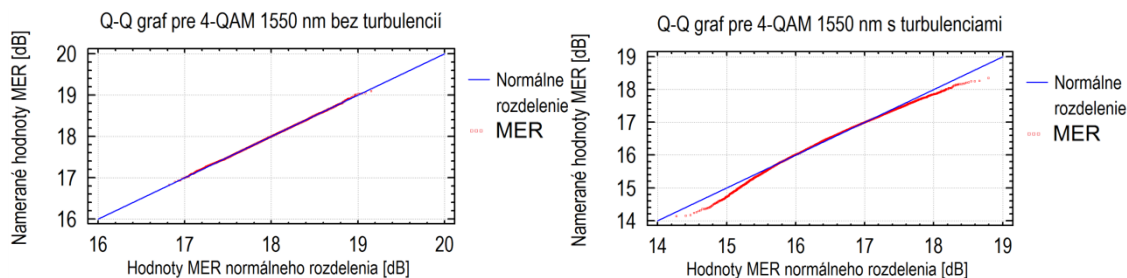 Q-Q graf pre 4-QAM 1550 nm bez turbulencií
Namerané hodnoty MER [dB]
20
19
18
17
16
16 17 18 19 20
Hodnoty MER normálneho rozdelenia [dB]
Normálne
rozdelenie
MER
Q-Q graf pre 4-QAM 1550 nm s turbulenciami
Namerané hodnoty MER [dB]
19
18
17
16
15
14
14 15 16 17 18 19
Hodnoty MER normálneho rozdelenia [dB]
Normálne
rozdelenie
MER